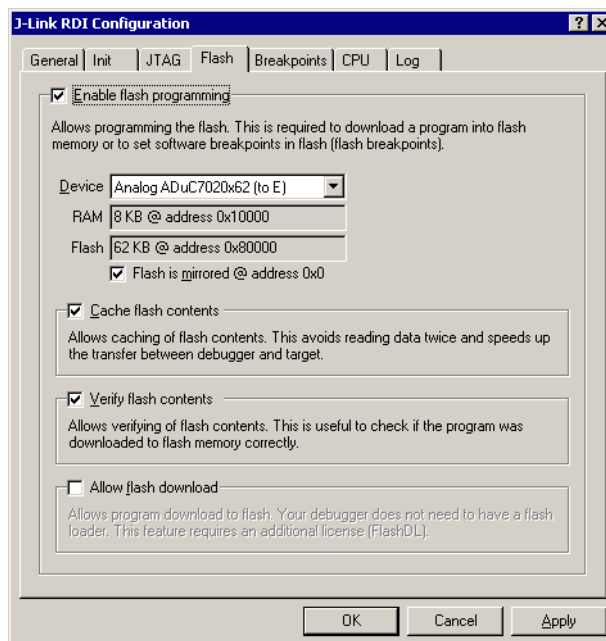 J-Link RDI Configuration
General
Init
JTAG
Flash
Breakpoints
CPU
Log
Enable flash programming
Allows programming the flash. This is required to download a program into flash
memory or to set software breakpoints in flash (flash breakpoints).
Device Analog ADuC7020x62 (to E)
RAM 8 KB @ address 0x10000
Flash 62 KB @ address 0x80000
Flash is mirrored @ address 0x0
Cache flash contents
Allows caching of flash contents. This avoids reading data twice and speeds up
the transfer between debugger and target.
Verify flash contents
Allows verifying of flash contents. This is useful to check if the program was
downloaded to flash memory correctly.
Allow flash download
Allows program download to flash. Your debugger does not need to have a flash
loader. This feature requires an additional license (FlashDL).
OK
Cancel
Apply